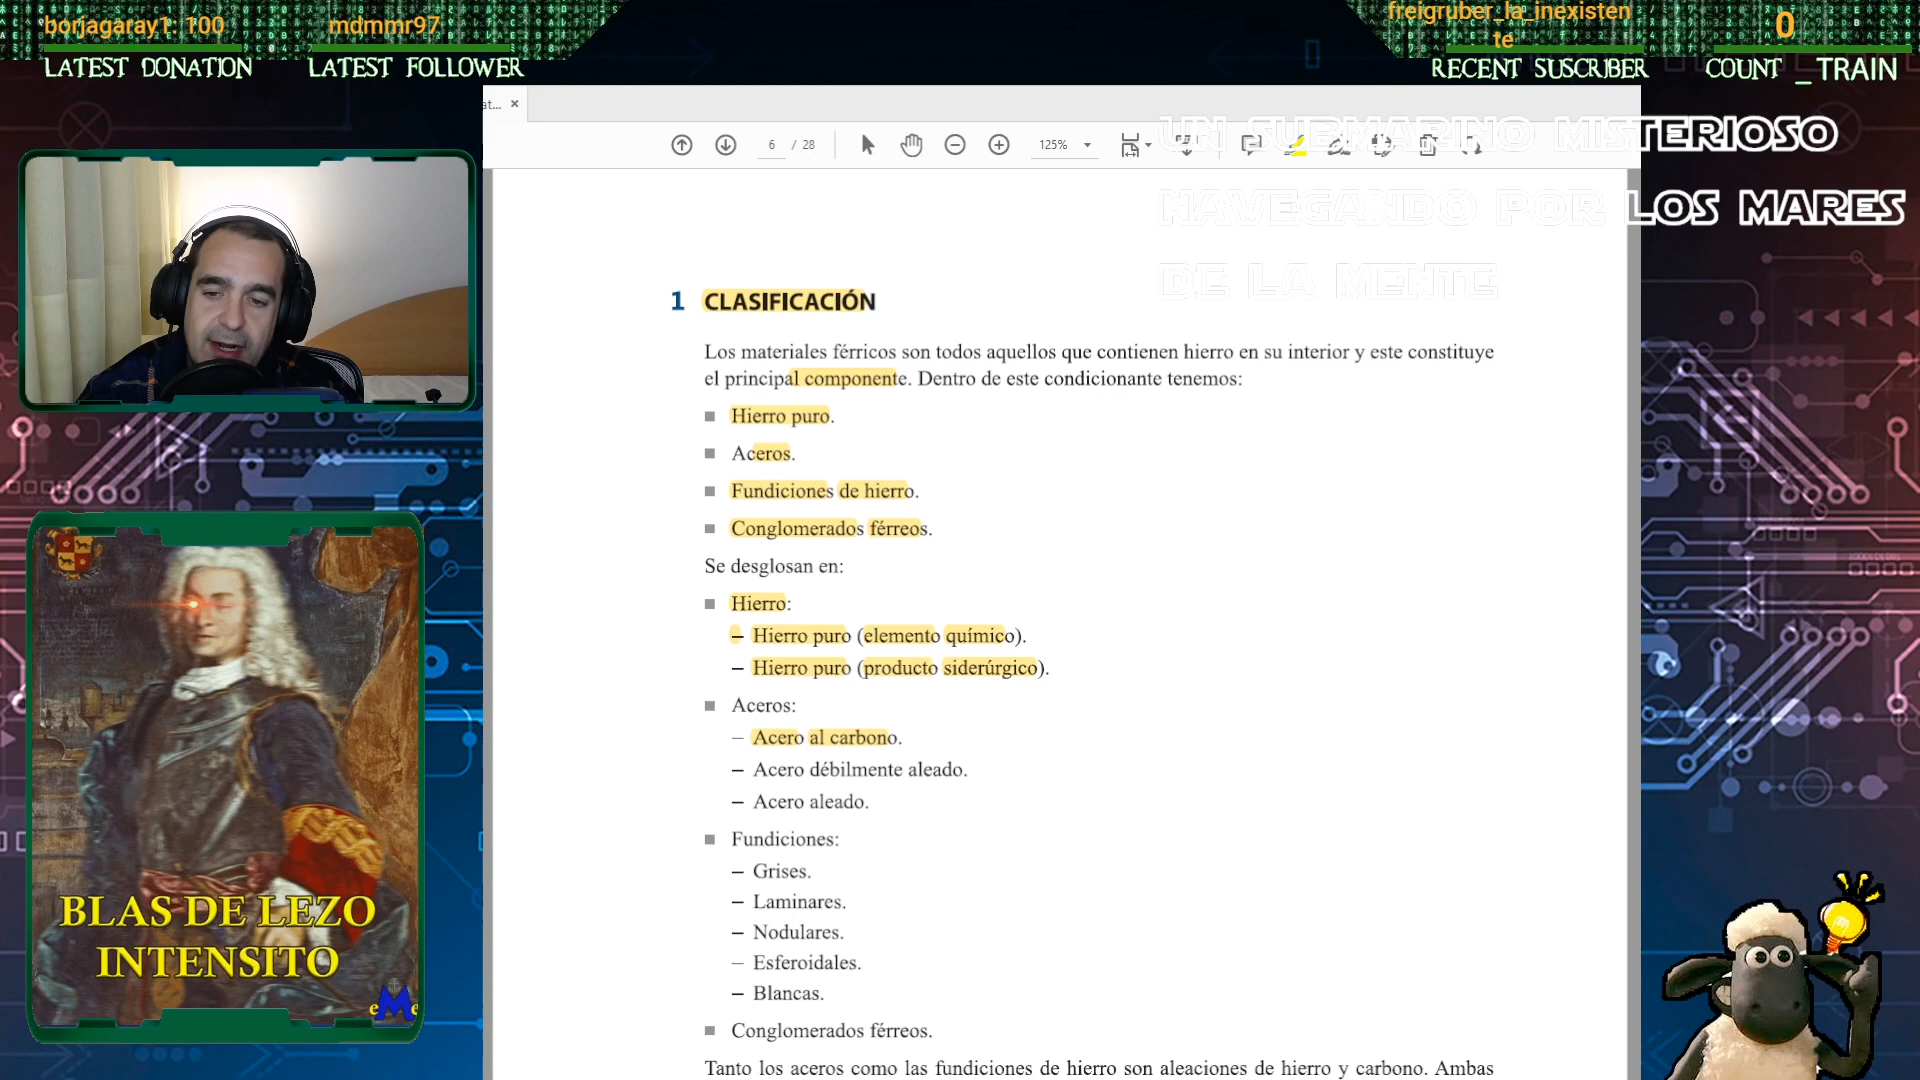 borjagaray1: 100
mdmmr97
freigruber_la_inexisten
te
0
LATEST DONATION
LATEST FOLLOWER
RECENT SUSCRIBER
COUNT _TRAIN
at...
6 / 28
125%
UN SUBMARINO MISTERIOSO
NAVEGANDO POR LOS MARES
DE LA MENTE
1 CLASIFICACIÓN
Los materiales férricos son todos aquellos que contienen hierro en su interior y este constituye
el principal componente. Dentro de este condicionante tenemos:
Hierro puro.
Aceros.
Fundiciones de hierro.
Conglomerados férreos.
Se desglosan en:
Hierro:
– Hierro puro (elemento químico).
– Hierro puro (producto siderúrgico).
Aceros:
– Acero al carbono.
– Acero débilmente aleado.
– Acero aleado.
Fundiciones:
– Grises.
– Laminares.
– Nodulares.
– Esferoidales.
– Blancas.
Conglomerados férreos.
Tanto los aceros como las fundiciones de hierro son aleaciones de hierro y carbono. Ambas
BLAS DE LEZO
INTENSITO
eMe